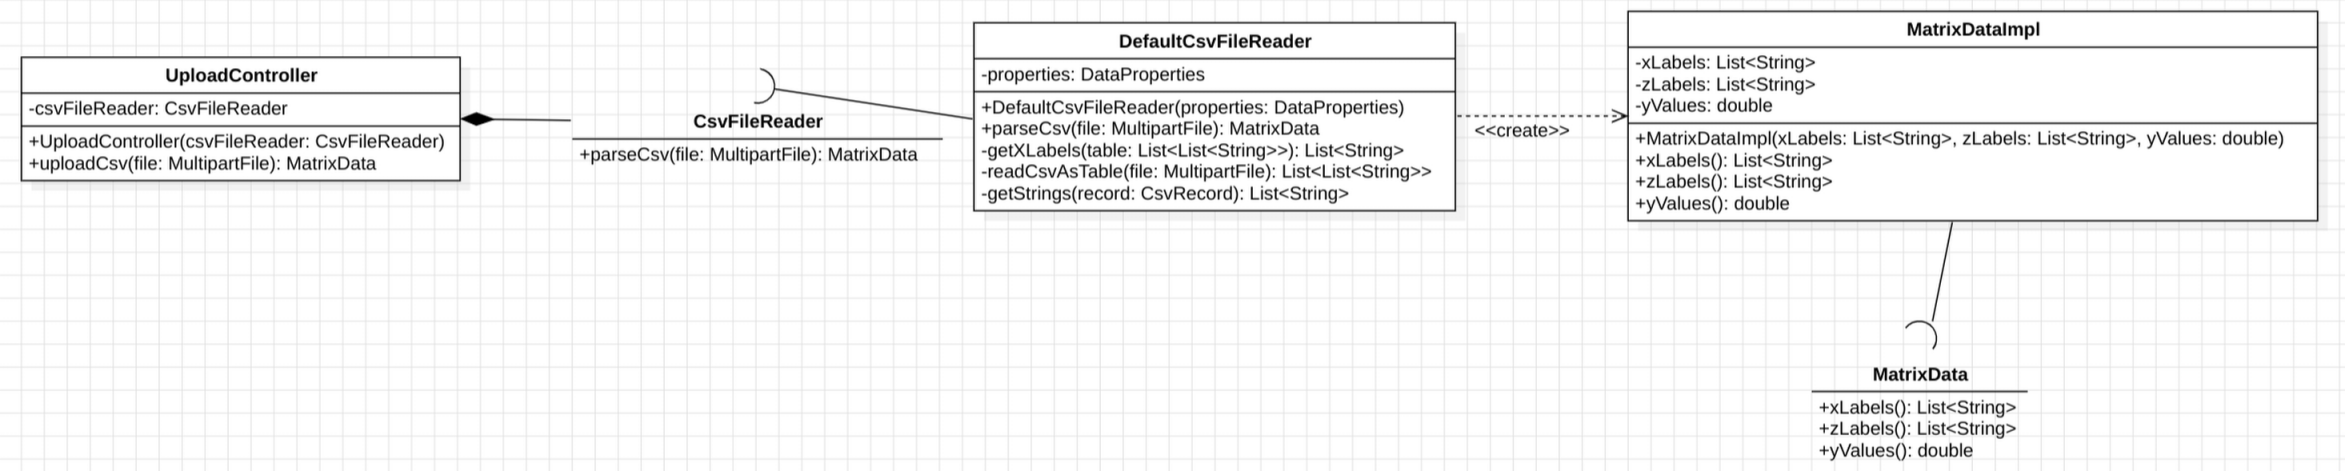 UploadController
-csvFileReader: CsvFileReader
+UploadController(csvFileReader: CsvFileReader)
+uploadCsv(file: MultipartFile): MatrixData
CsvFileReader
+parseCsv(file: MultipartFile): MatrixData
DefaultCsvFileReader
-properties: DataProperties
+DefaultCsvFileReader(properties: DataProperties)
+parseCsv(file: MultipartFile): MatrixData
-getXLabels(table: List<List<String>>): List<String>
-readCsvAsTable(file: MultipartFile): List<List<String>>
-getStrings(record: CsvRecord): List<String>
<<create>>
MatrixDataImpl
-xLabels: List<String>
-zLabels: List<String>
-yValues: double
+MatrixDataImpl(xLabels: List<String>, zLabels: List<String>, yValues: double)
+xLabels(): List<String>
+zLabels(): List<String>
+yValues(): double
MatrixData
+xLabels(): List<String>
+zLabels(): List<String>
+yValues(): double